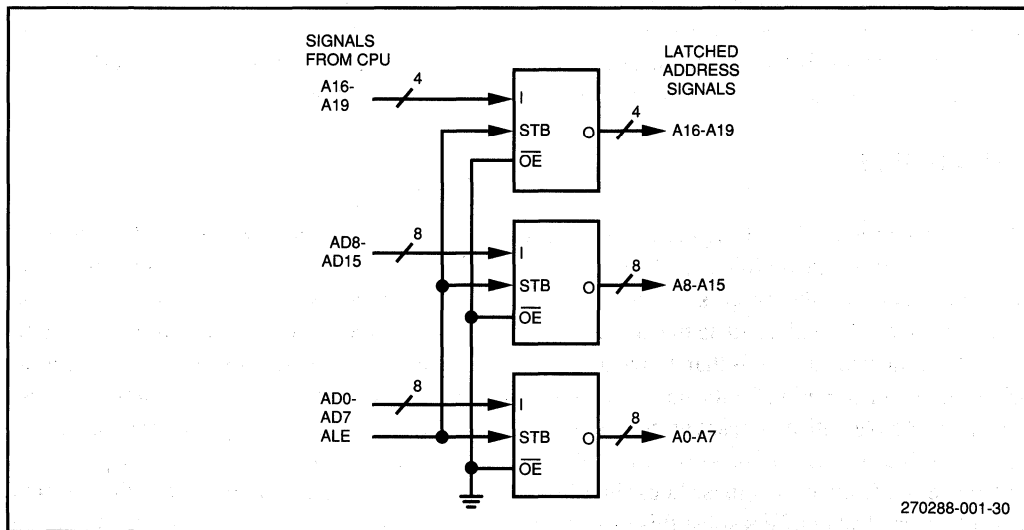 SIGNALS
FROM CPU
LATCHED
ADDRESS
SIGNALS
A16-
A19
4
I
STB
OE
O
4
A16-A19
AD8-
AD15
8
I
STB
OE
O
8
A8-A15
AD0-
AD7
ALE
8
I
STB
OE
O
8
A0-A7
270288-001-30